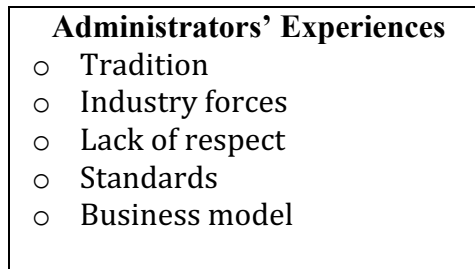 Administrators’ Experiences
o Tradition
o Industry forces
o Lack of respect
o Standards
o Business model